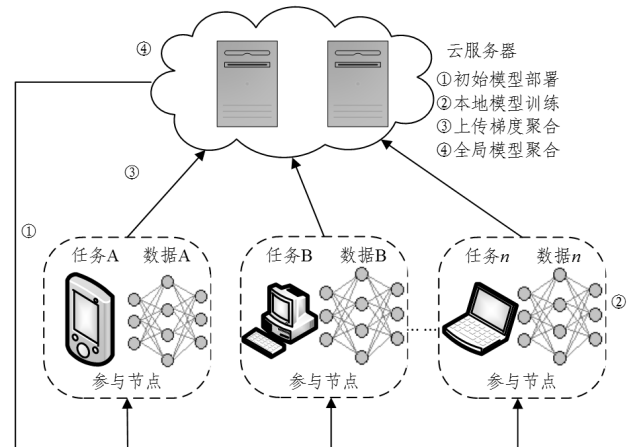 ④
云服务器
①初始模型部署
②本地模型训练
③上传梯度聚合
④全局模型聚合
③
①
任务A 数据A
任务B 数据B
任务n 数据n
②
······
参与节点
参与节点
参与节点